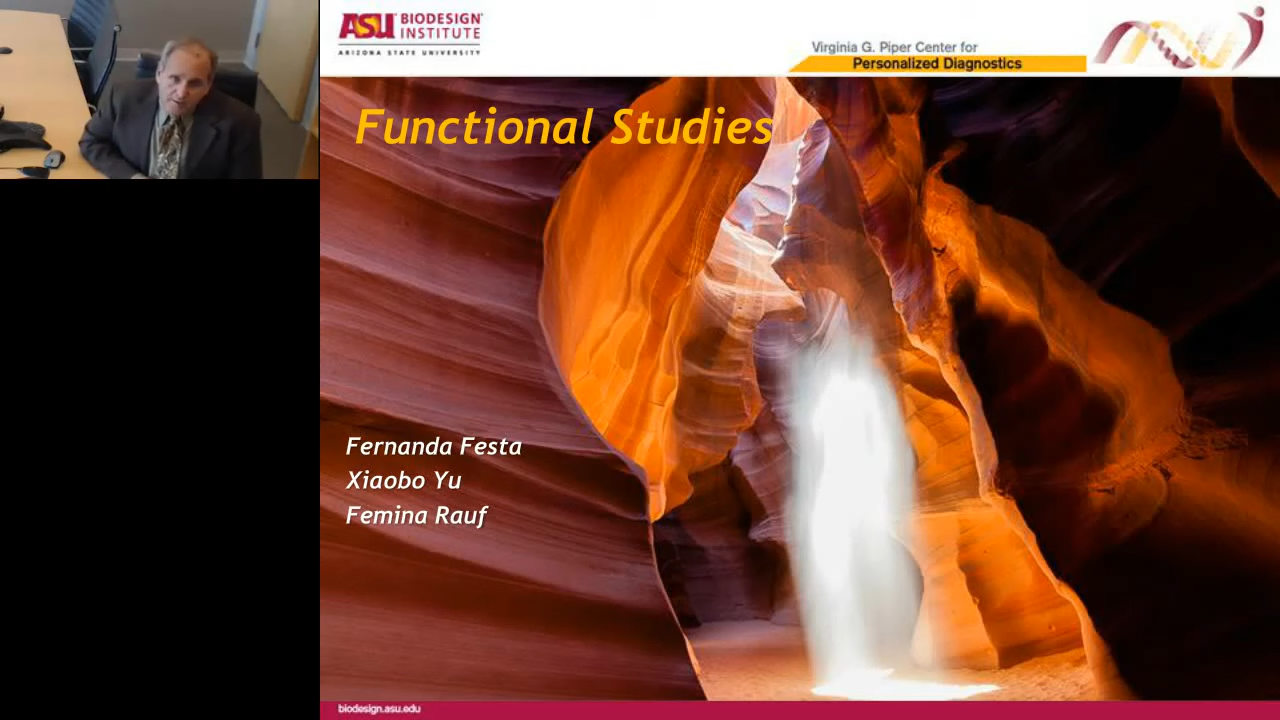 ASU BIODESIGN
INSTITUTE
ARIZONA STATE UNIVERSITY
Virginia G. Piper Center for
Personalized Diagnostics
Functional Studies
Fernanda Festa
Xiaobo Yu
Femina Rauf
biodesign.asu.edu